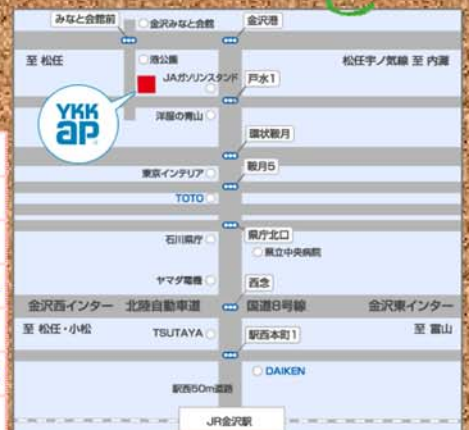 みなと会館前
金沢みなと会館
金沢港
至 松任
港公園
JAガソリンスタンド
戸水1
松任宇ノ気線 至 内灘
YKK
ap
洋服の青山
環状鞍月
鞍月5
東京インテリア
TOTO
石川県庁
県庁北口
県立中央病院
ヤマダ電機
西念
金沢西インター 北陸自動車道 国道8号線 金沢東インター
至 松任・小松
TSUTAYA
駅西本町1
至 富山
DAIKEN
駅西50m道路
JR金沢駅